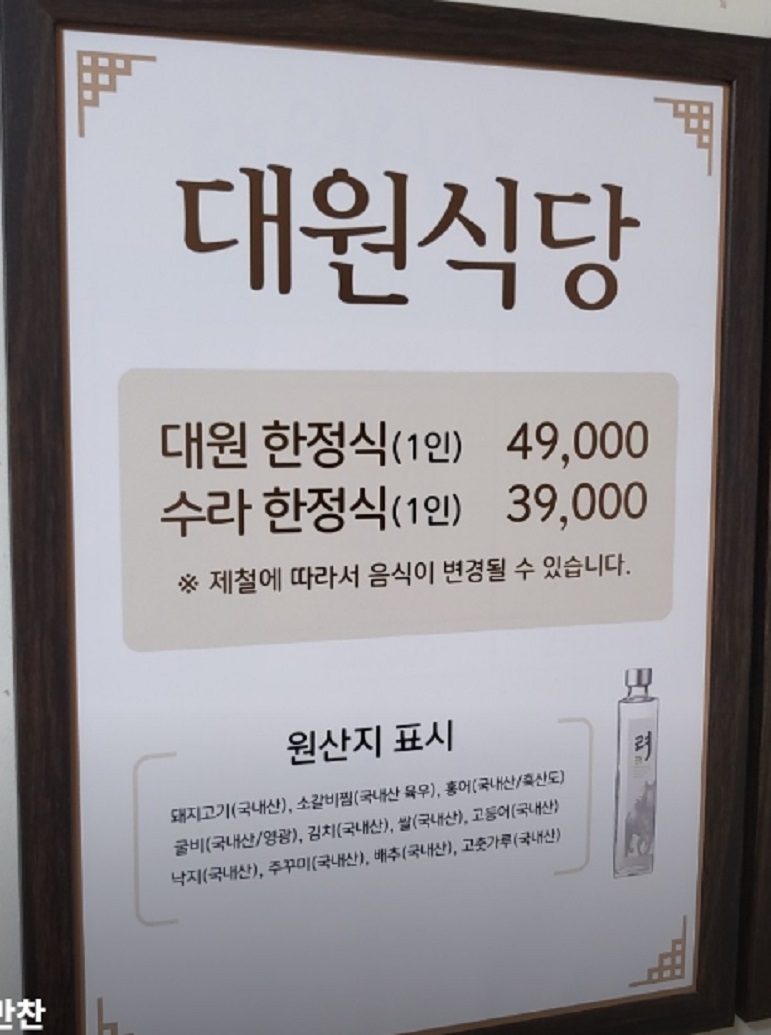 대원식당
대원 한정식(1인) 49,000
수라 한정식(1인) 39,000
※ 제철에 따라서 음식이 변경될 수 있습니다.
원산지 표시
돼지고기(국내산), 소갈비찜(국내산 육우), 홍어(국내산/흑산도)
굴비(국내산/영광), 김치(국내산), 쌀(국내산), 고등어(국내산)
낙지(국내산), 주꾸미(국내산), 배추(국내산), 고춧가루(국내산)
려
만찬